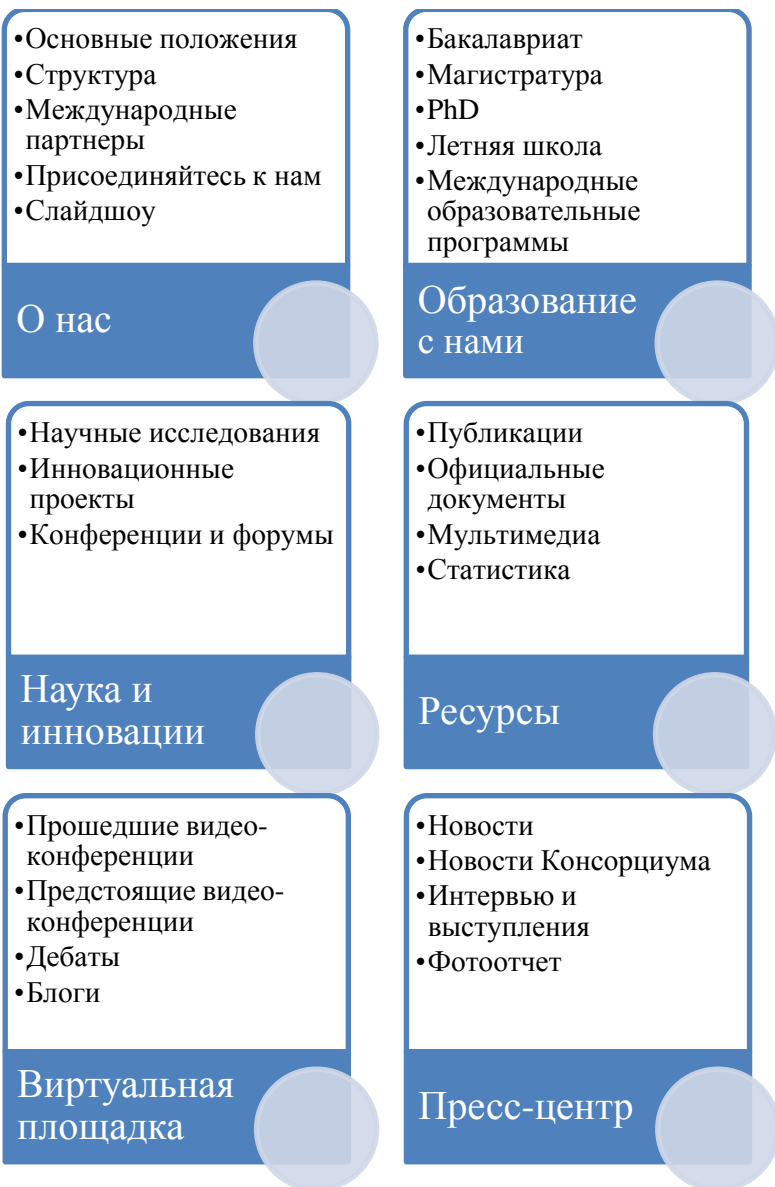 •Основные положения
•Структура
•Международные
партнеры
•Присоединяйтесь к нам
•Слайдшоу
О нас
•Бакалавриат
•Магистратура
•PhD
•Летняя школа
•Международные
образовательные
программы
Образование
с нами
•Научные исследования
•Инновационные
проекты
•Конференции и форумы
Наука и
инновации
•Публикации
•Официальные
документы
•Мультимедиа
•Статистика
Ресурсы
•Прошедшие видео-
конференции
•Предстоящие видео-
конференции
•Дебаты
•Блоги
Виртуальная
площадка
•Новости
•Новости Консорциума
•Интервью и
выступления
•Фотоотчет
Пресс-центр